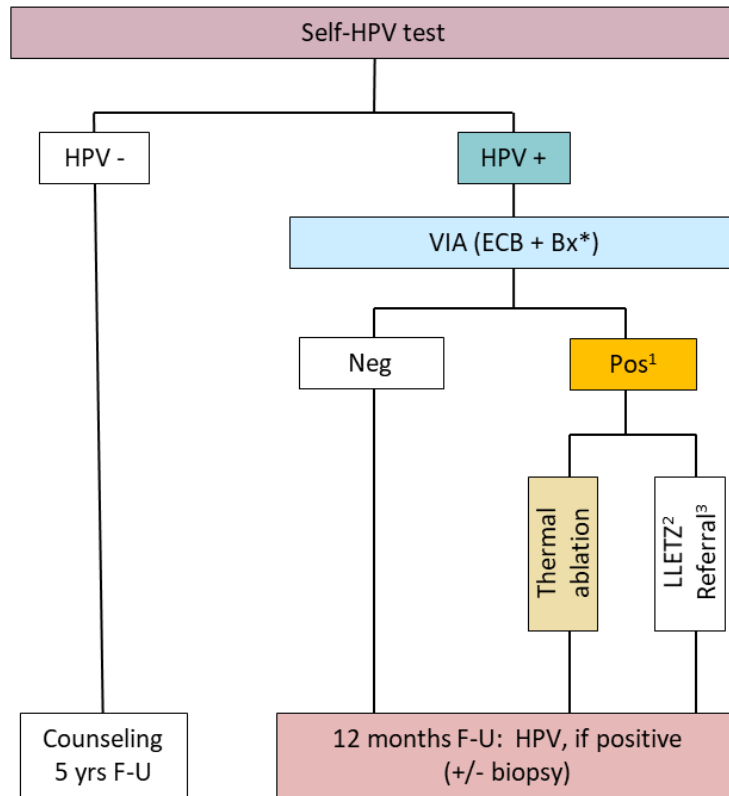 Self-HPV test
HPV -
HPV +
VIA (ECB + Bx*)
Neg
Pos¹
Thermal
ablation
LLETZ²
Referral³
Counseling
5 yrs F-U
12 months F-U:  HPV, if positive
(+/- biopsy)